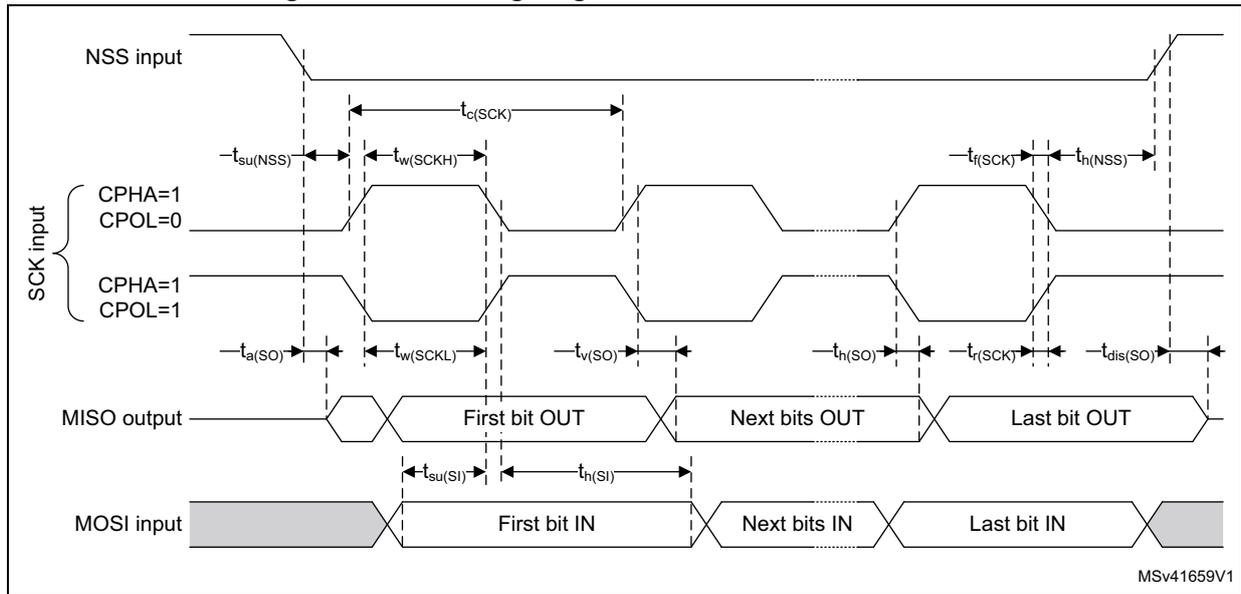 NSS input
tc(SCK)
tsu(NSS)
tw(SCKH)
tf(SCK)
th(NSS)
SCK input
CPHA=1
CPOL=0
CPHA=1
CPOL=1
ta(SO)
tw(SCKL)
tv(SO)
th(SO)
tr(SCK)
tdis(SO)
MISO output
First bit OUT
Next bits OUT
Last bit OUT
tsu(SI)
th(SI)
MOSI input
First bit IN
Next bits IN
Last bit IN
MSv41659V1